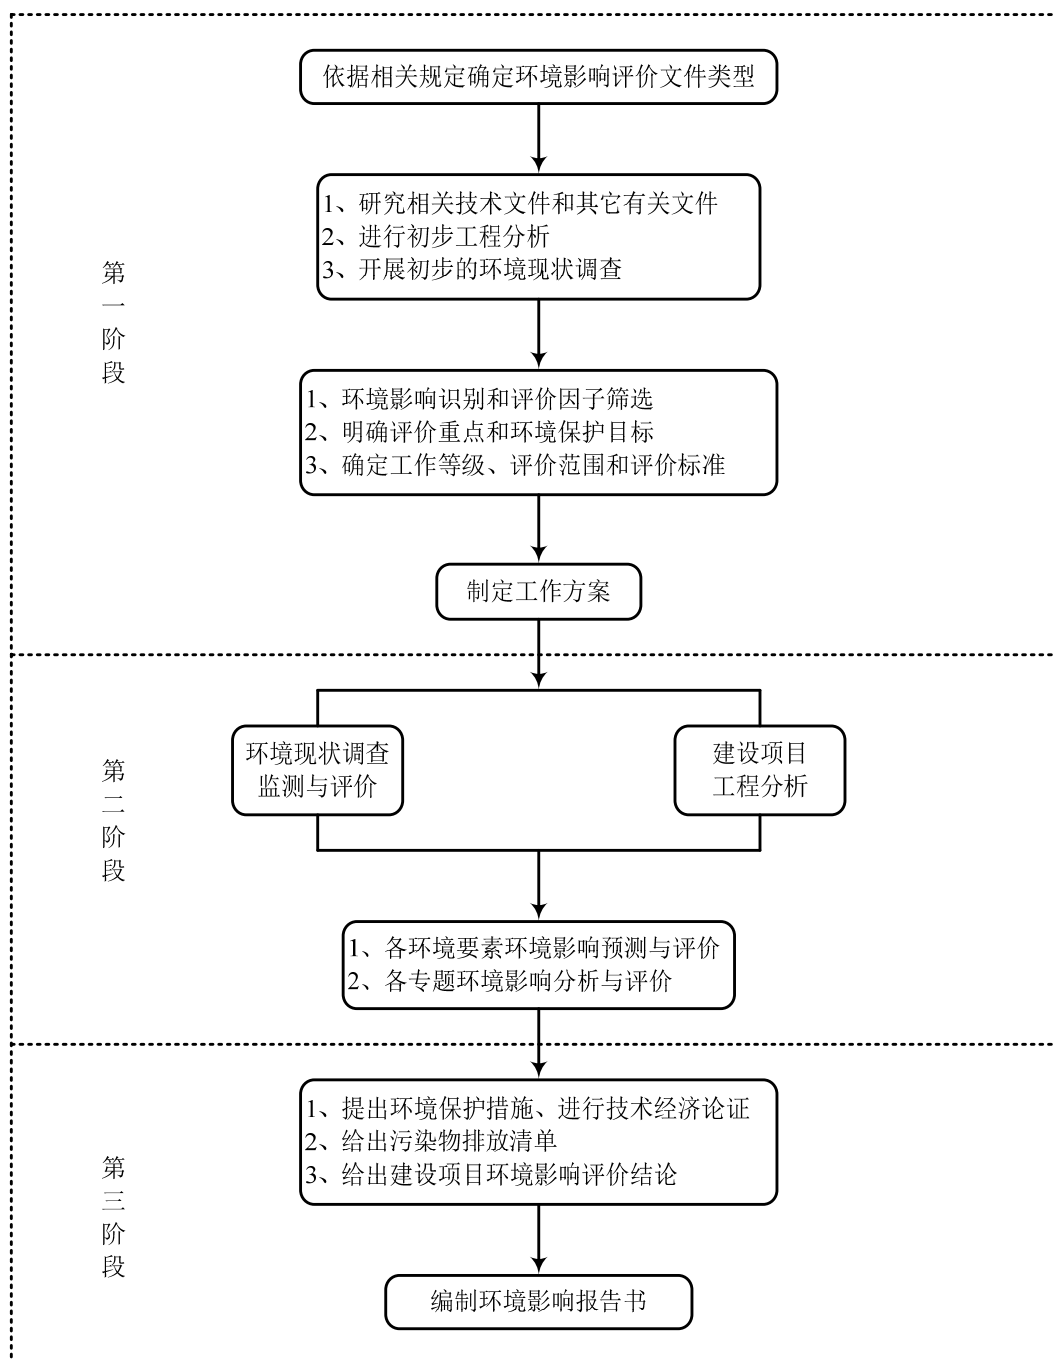 依据相关规定确定环境影响评价文件类型
1、研究相关技术文件和其它有关文件
2、进行初步工程分析
3、开展初步的环境现状调查
第一阶段
1、环境影响识别和评价因子筛选
2、明确评价重点和环境保护目标
3、确定工作等级、评价范围和评价标准
制定工作方案
第二阶段
环境现状调查
监测与评价
建设项目
工程分析
1、各环境要素环境影响预测与评价
2、各专题环境影响分析与评价
第三阶段
1、提出环境保护措施、进行技术经济论证
2、给出污染物排放清单
3、给出建设项目环境影响评价结论
编制环境影响报告书